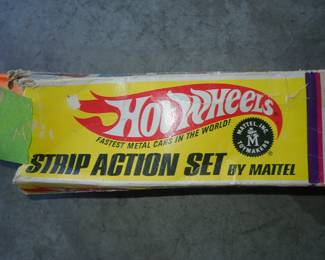 HOT WHEELS
FASTEST METAL CARS IN THE WORLD!
MATTEL, INC.
M
TOYMAKERS
®
STRIP ACTION SET BY MATTEL